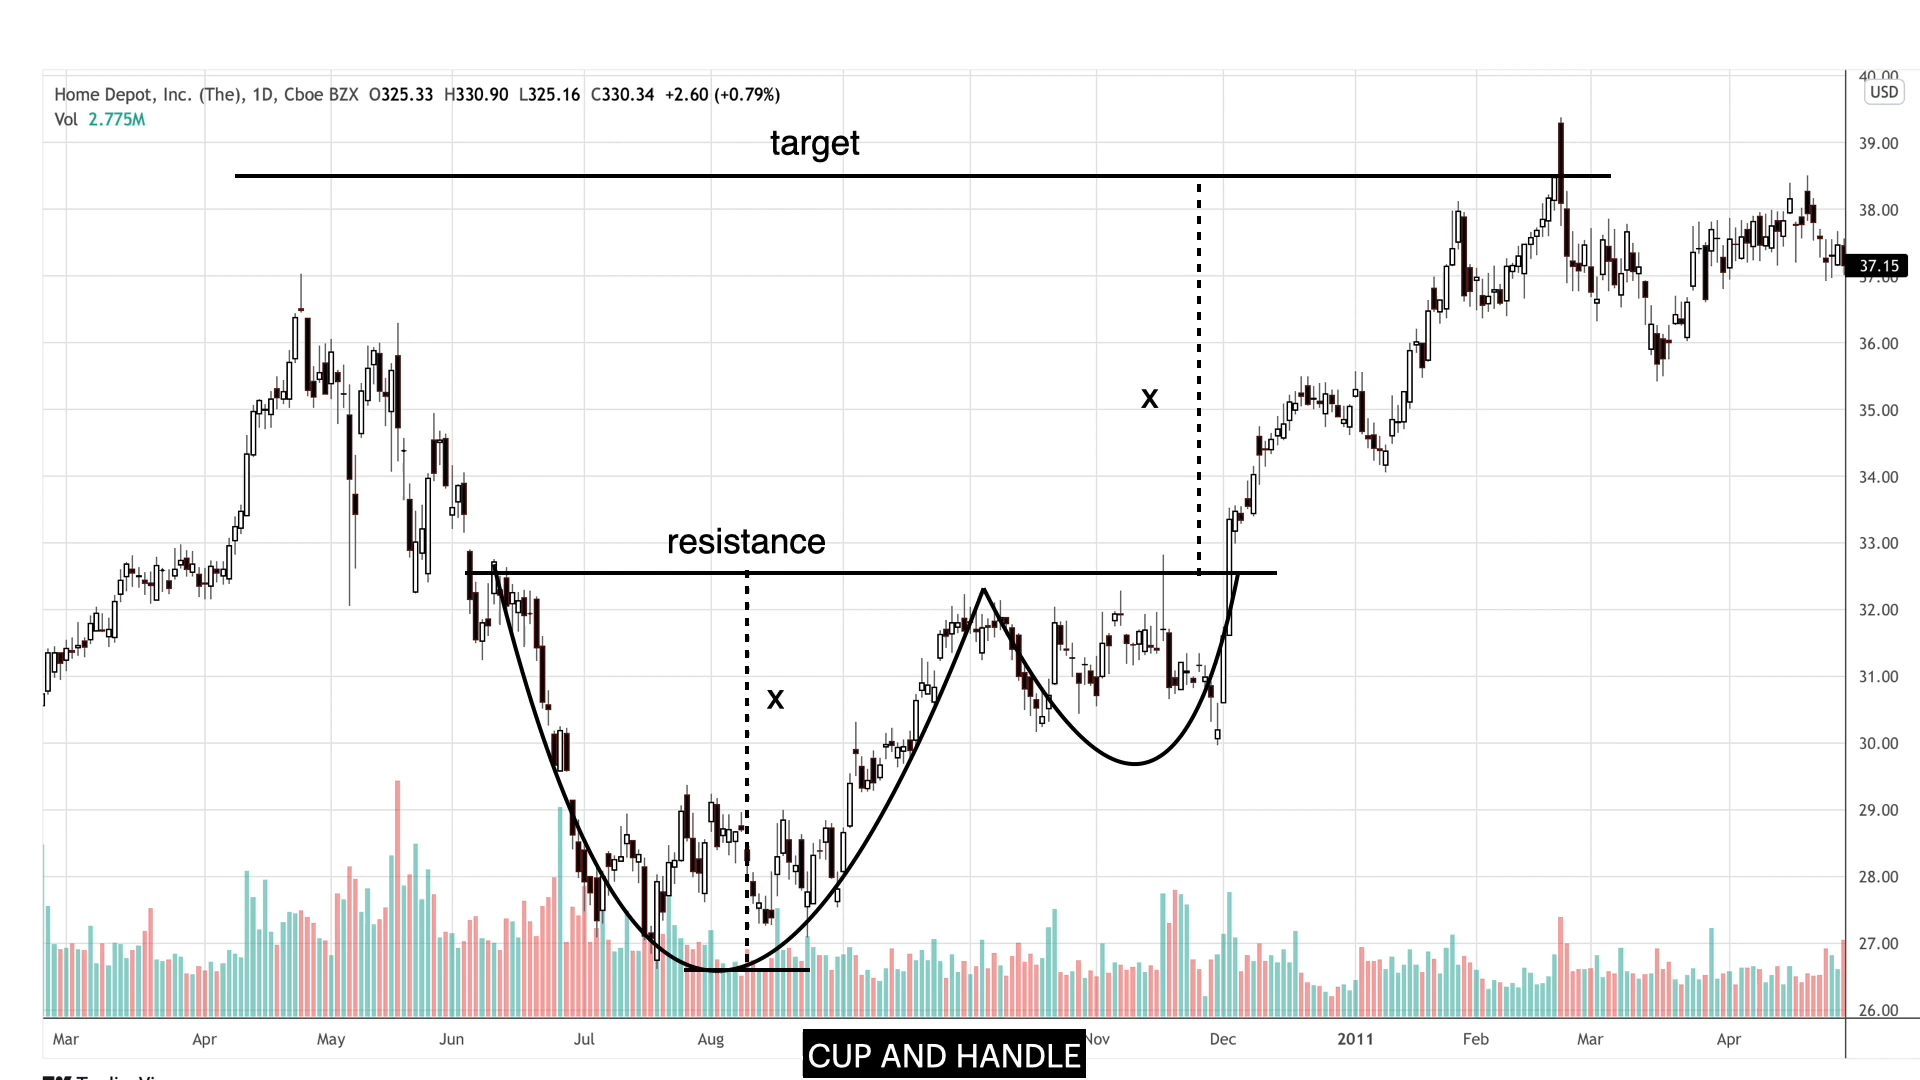 40.00
Home Depot, Inc. (The), 1D, Cboe BZX O325.33 H330.90 L325.16 C330.34 +2.60 (+0.79%)
USD
Vol 2.775M
target
39.00
38.00
37.15
37.00
36.00
x
35.00
34.00
resistance
33.00
32.00
31.00
x
30.00
29.00
28.00
27.00
26.00
Mar Apr May Jun Jul Aug Nov Dec 2011 Feb Mar Apr
CUP AND HANDLE